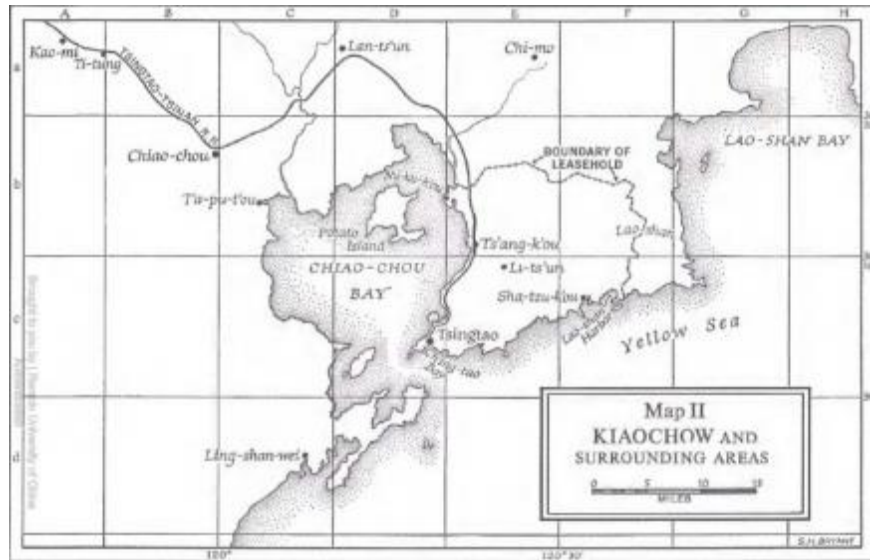 A
B
C
D
E
F
G
H
Kao-mi
Ti-tung
TSINGTAO-TSINAN R.R.
Lan-ts'un
Chi-mo
a
Chiao-chou
BOUNDARY OF
LEASEHOLD
LAO-SHAN BAY
b
T'a-pu-t'ou
Potato
Island
Lao-shan
Ts'ang-k'ou
CHIAO-CHOU
BAY
Li-ts'un
Sha-tzu-k'ou
c
Lao-shan
Harbor
Yellow Sea
Tsingtao
Map II
KIAOCHOW AND
SURROUNDING AREAS
0 5 10 15
MILES
Ling-shan-wei
d
120°
120°30'
S.H. BRYANT